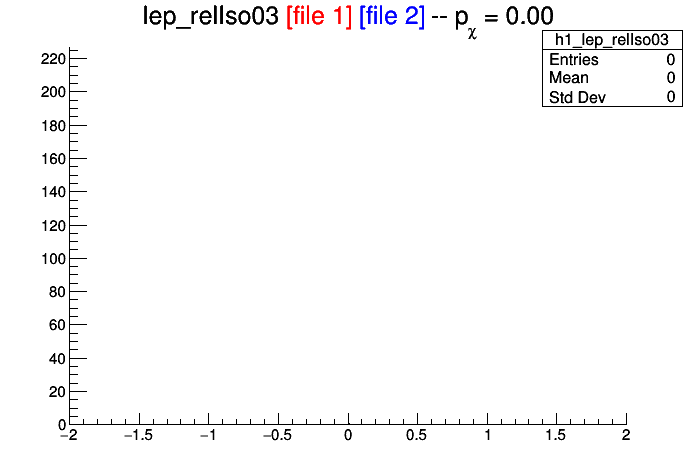 lep_relIso03 [file 1] [file 2] -- pχ = 0.00
h1_lep_relIso03
Entries 0
Mean 0
Std Dev 0
220
200
180
160
140
120
100
80
60
40
20
0
−2 −1.5 −1 −0.5 0 0.5 1 1.5 2